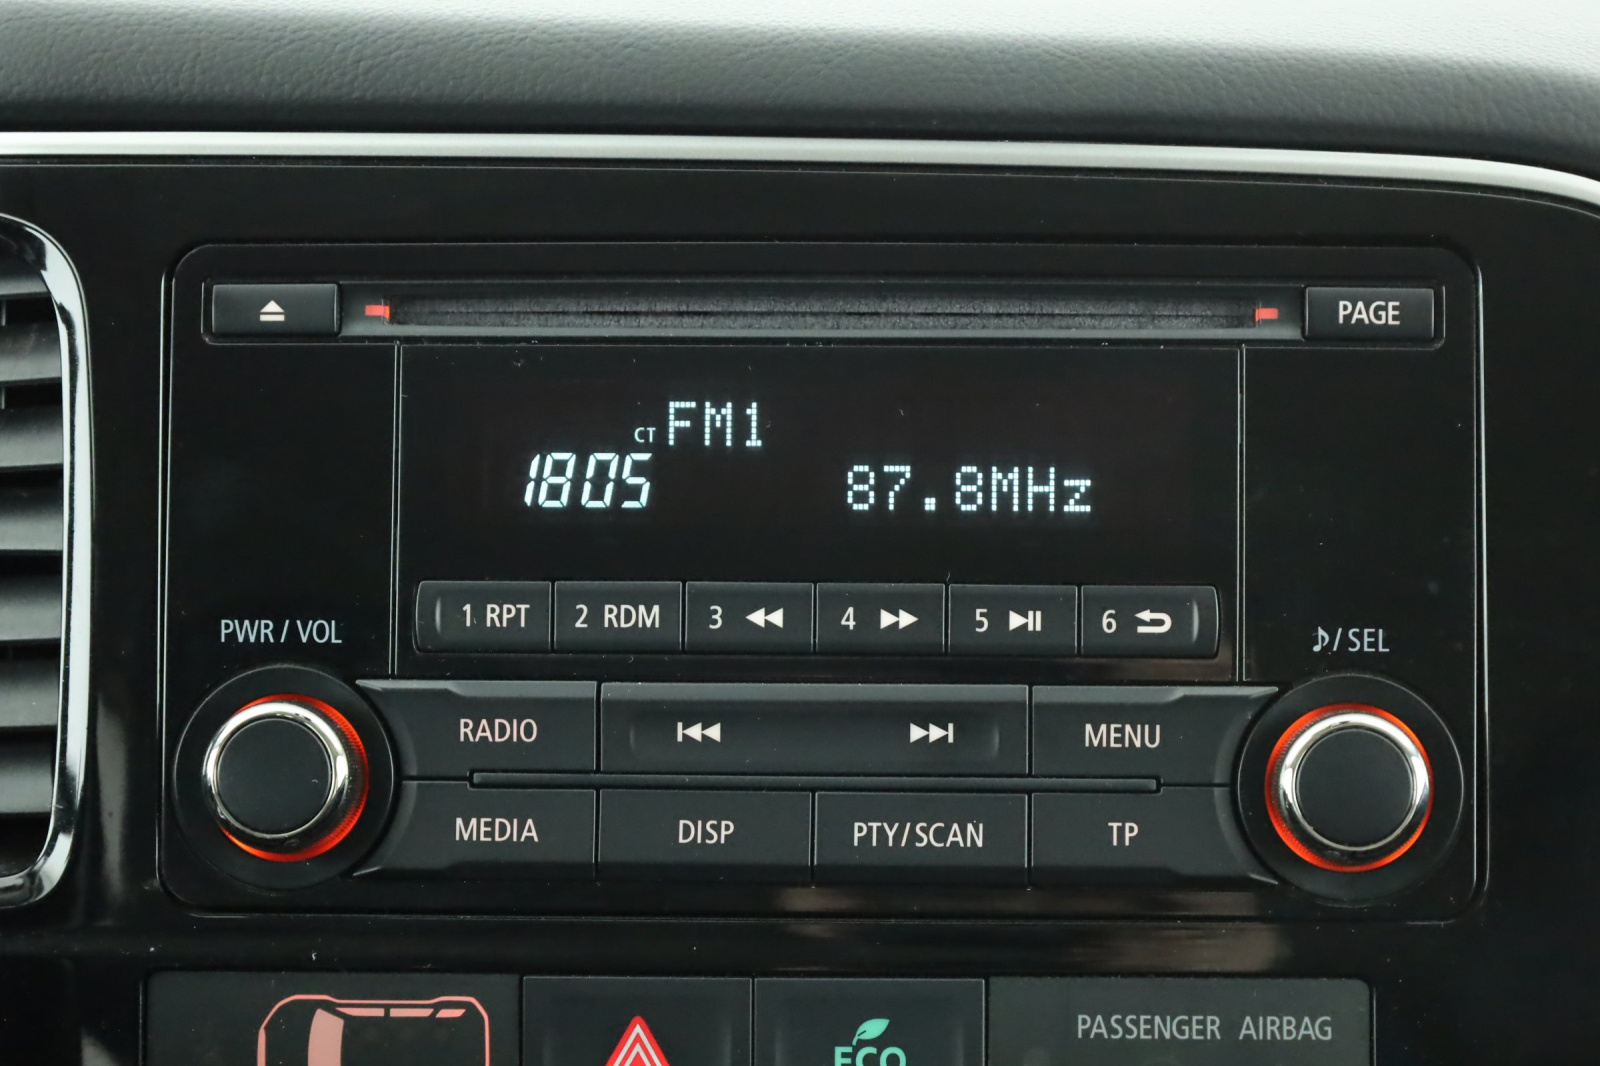 PAGE
CT FM1
1805 87.8MHz
1 RPT 2 RDM 3 4 5 6
PWR / VOL
/ SEL
RADIO MENU
MEDIA DISP PTY/SCAN TP
PASSENGER AIRBAG
ECO